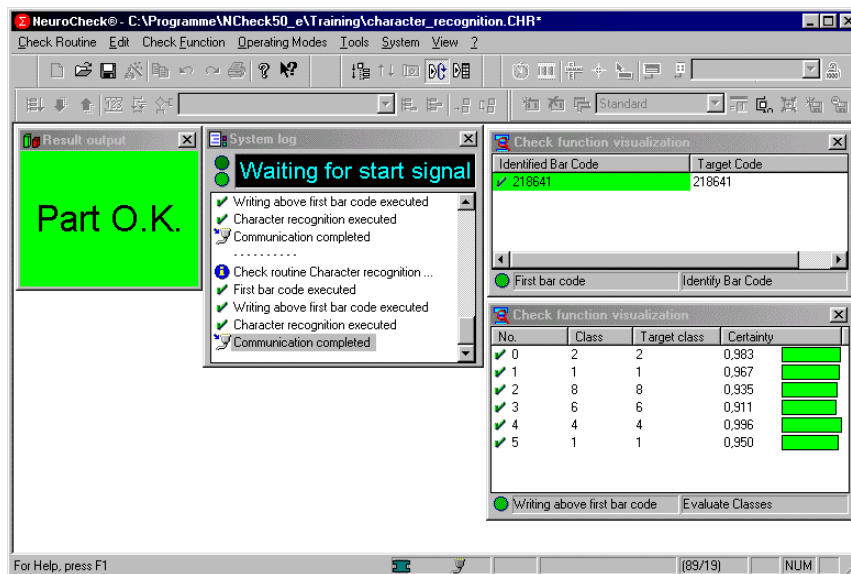 NeuroCheck® - C:\Programme\NCheck50_e\Training\character_recognition.CHR*
Check Routine Edit Check Function Operating Modes Tools System View ?
Standard
Result output
Part O.K.
System log
Waiting for start signal
Writing above first bar code executed
Character recognition executed
Communication completed
- - - - - - - - - -
Check routine Character recognition ...
First bar code executed
Writing above first bar code executed
Character recognition executed
Communication completed
Check function visualization
Identified Bar Code Target Code
218641 218641
First bar code Identify Bar Code
Check function visualization
No. Class Target class Certainty
0 2 2 0,983
1 1 1 0,967
2 8 8 0,935
3 6 6 0,911
4 4 4 0,996
5 1 1 0,950
Writing above first bar code Evaluate Classes
For Help, press F1 (89/19) NUM